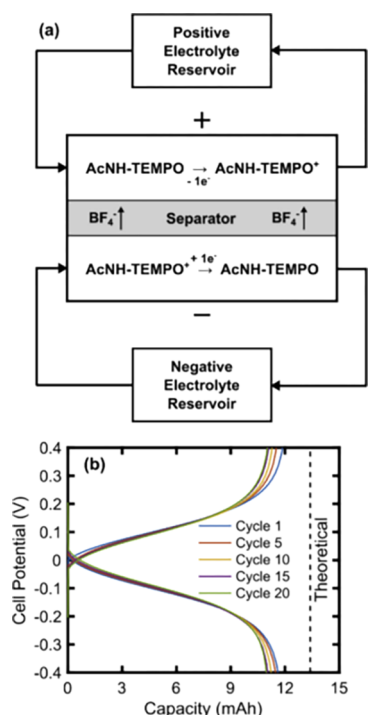 (a)
Positive
Electrolyte
Reservoir
+
AcNH-TEMPO → AcNH-TEMPO⁺
- 1e⁻
BF₄⁻↑ Separator BF₄⁻↑
+ 1e⁻
AcNH-TEMPO⁺ → AcNH-TEMPO
−
Negative
Electrolyte
Reservoir
(b)
Cell Potential (V)
0.4
0.3
0.2
0.1
0
-0.1
-0.2
-0.3
-0.4
Cycle 1
Cycle 5
Cycle 10
Cycle 15
Cycle 20
Theoretical
0 3 6 9 12 15
Capacity (mAh)